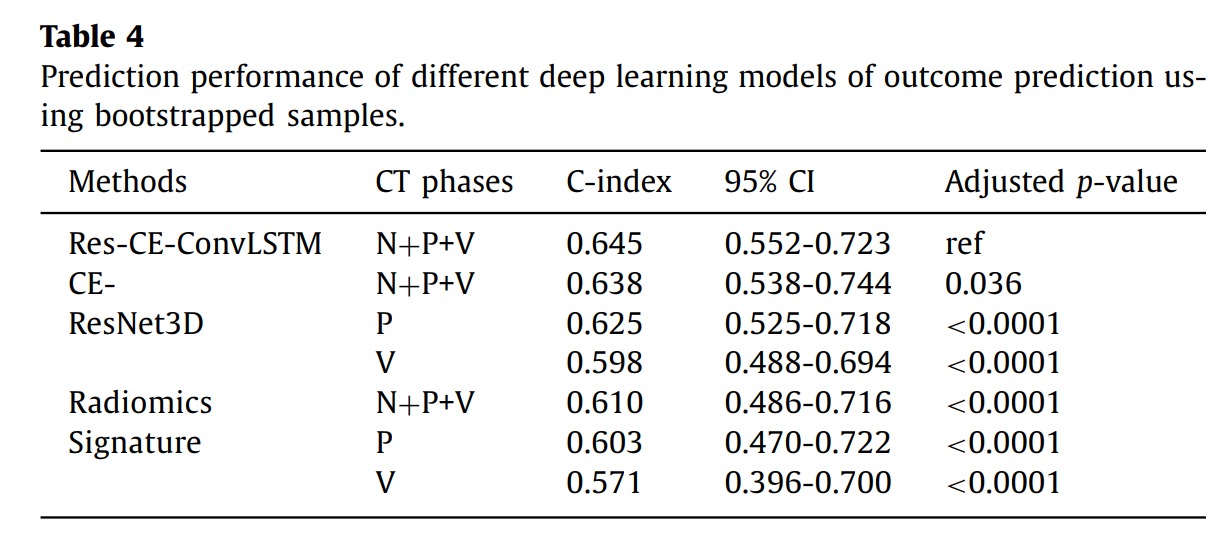 Table 4
Prediction performance of different deep learning models of outcome prediction us-
ing bootstrapped samples.
Methods CT phases C-index 95% CI Adjusted p-value
Res-CE-ConvLSTM N+P+V 0.645 0.552-0.723 ref
CE- N+P+V 0.638 0.538-0.744 0.036
ResNet3D P 0.625 0.525-0.718 <0.0001
V 0.598 0.488-0.694 <0.0001
Radiomics N+P+V 0.610 0.486-0.716 <0.0001
Signature P 0.603 0.470-0.722 <0.0001
V 0.571 0.396-0.700 <0.0001